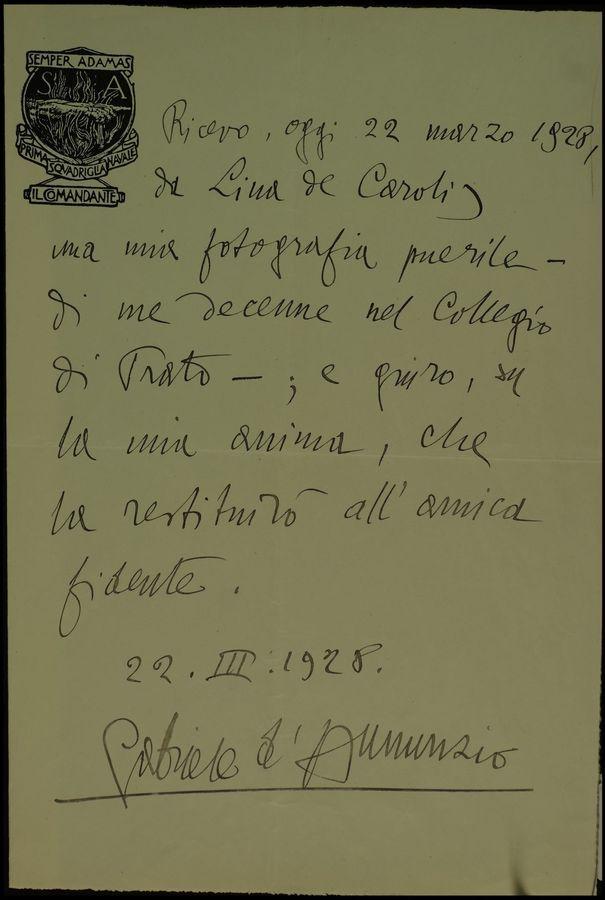 SEMPER ADAMAS
S A
PRIMA SQVADRIGLIA NAVALE
IL COMANDANTE
Ricevo, oggi 22 marzo 1928,
da Lina de Carolis
una mia fotografia puerile –
di me decenne nel Collegio
di Prato – ; e giuro, su
la mia anima, che
la restituirò all'amica
fidente.
22. III. 1928.
Gabriele d'Annunzio